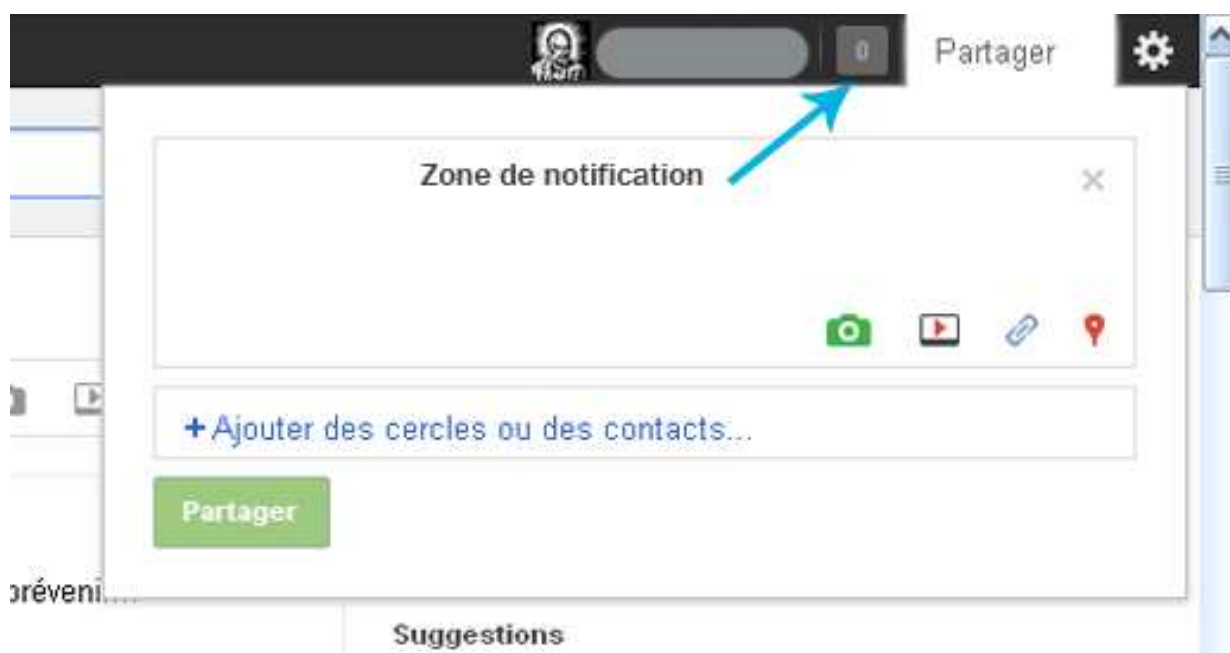 0 Partager
Zone de notification
+ Ajouter des cercles ou des contacts...
Partager
Suggestions